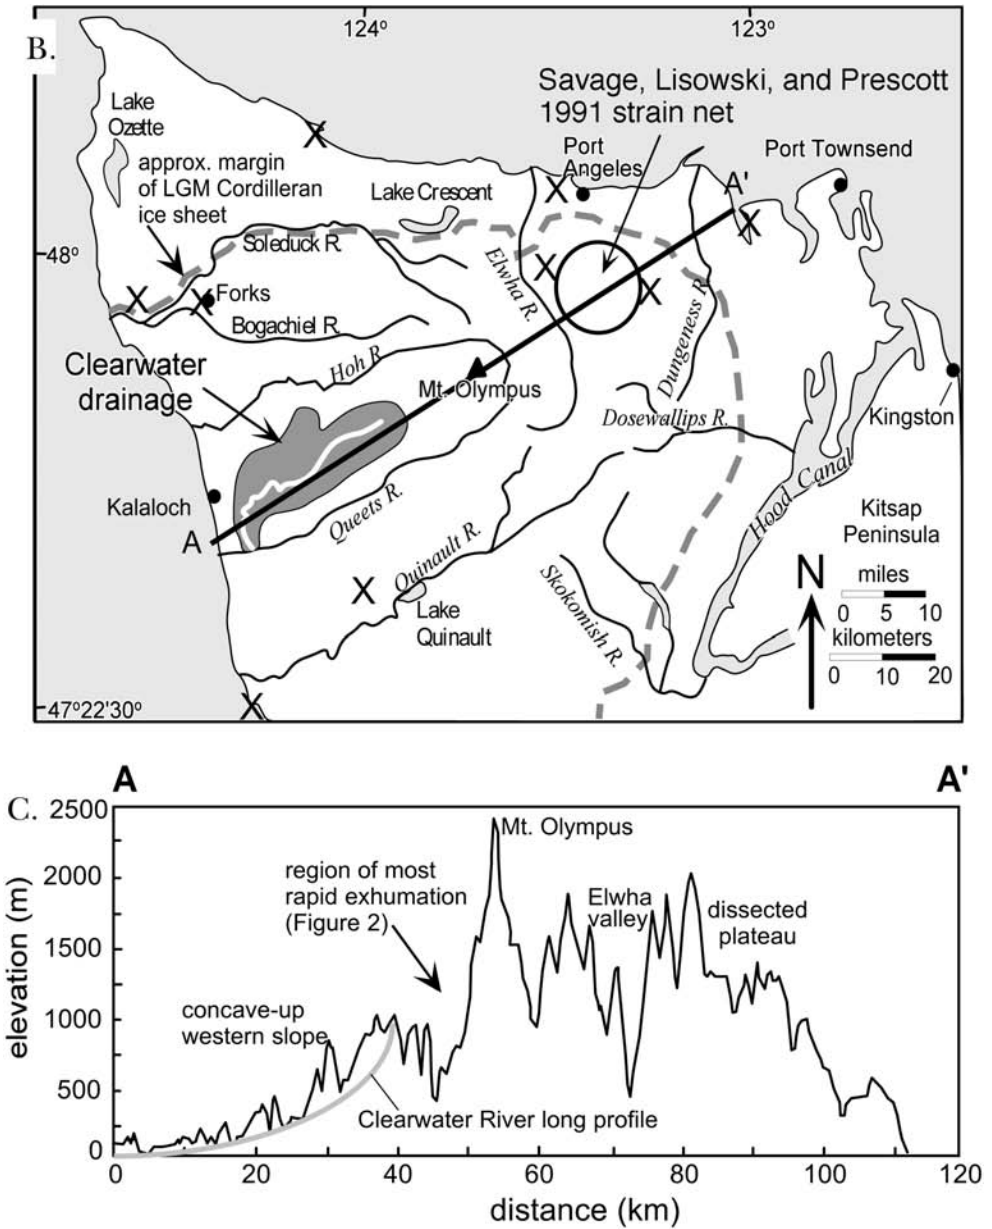 B.
124°
123°
Savage, Lisowski, and Prescott
1991 strain net
Lake
Ozette
approx. margin
of LGM Cordilleran
ice sheet
Lake Crescent
Port
Angeles
Port Townsend
A'
48°
Soleduck R.
Elwha R.
Dungeness R.
X
X
X
X
X
X
X
X
X
Forks
Bogachiel R.
Clearwater
drainage
Hoh R
Mt. Olympus
Dosewallips R.
Kingston
Kalaloch
A
Queets R.
Quinault R.
Hood Canal
Kitsap
Peninsula
Lake
Quinault
Skokomish R.
N
miles
0 5 10
kilometers
0 10 20
47°22'30"
A
A'
C.
2500
2000
1500
1000
500
0
elevation (m)
Mt. Olympus
region of most
rapid exhumation
(Figure 2)
Elwha
valley
dissected
plateau
concave-up
western slope
Clearwater River long profile
0 20 40 60 80 100 120
distance (km)